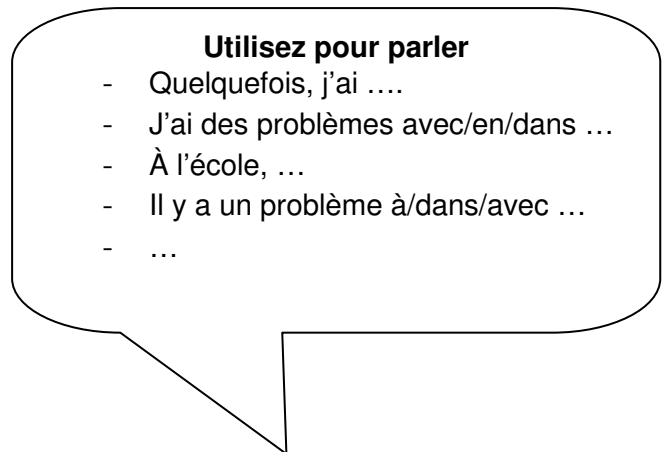 Utilisez pour parler
- Quelquefois, j’ai ….
- J’ai des problèmes avec/en/dans …
- À l’école, …
- Il y a un problème à/dans/avec …
- …